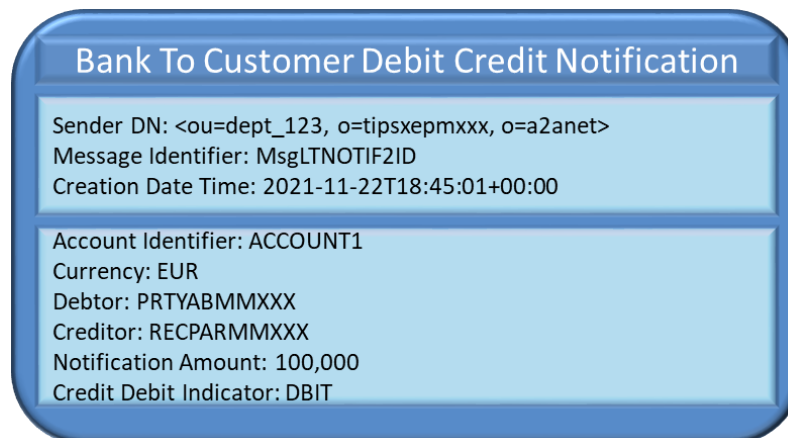 Bank To Customer Debit Credit Notification
Sender DN: <ou=dept_123, o=tipsxepmxxx, o=a2anet>
Message Identifier: MsgLTNOTIF2ID
Creation Date Time: 2021-11-22T18:45:01+00:00
Account Identifier: ACCOUNT1
Currency: EUR
Debtor: PRTYABMMXXX
Creditor: RECPARMMXXX
Notification Amount: 100,000
Credit Debit Indicator: DBIT